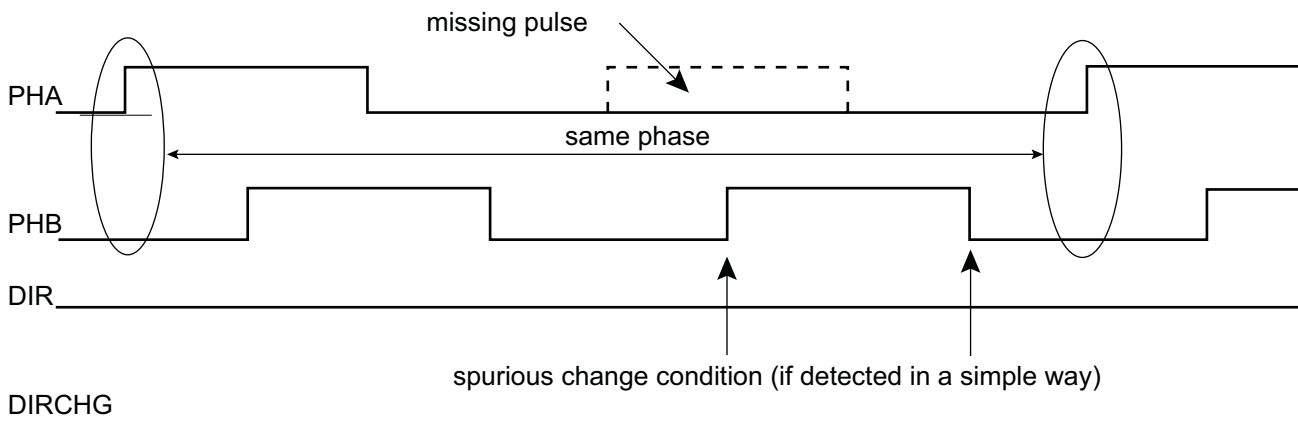 missing pulse
PHA
same phase
PHB
DIR
spurious change condition (if detected in a simple way)
DIRCHG